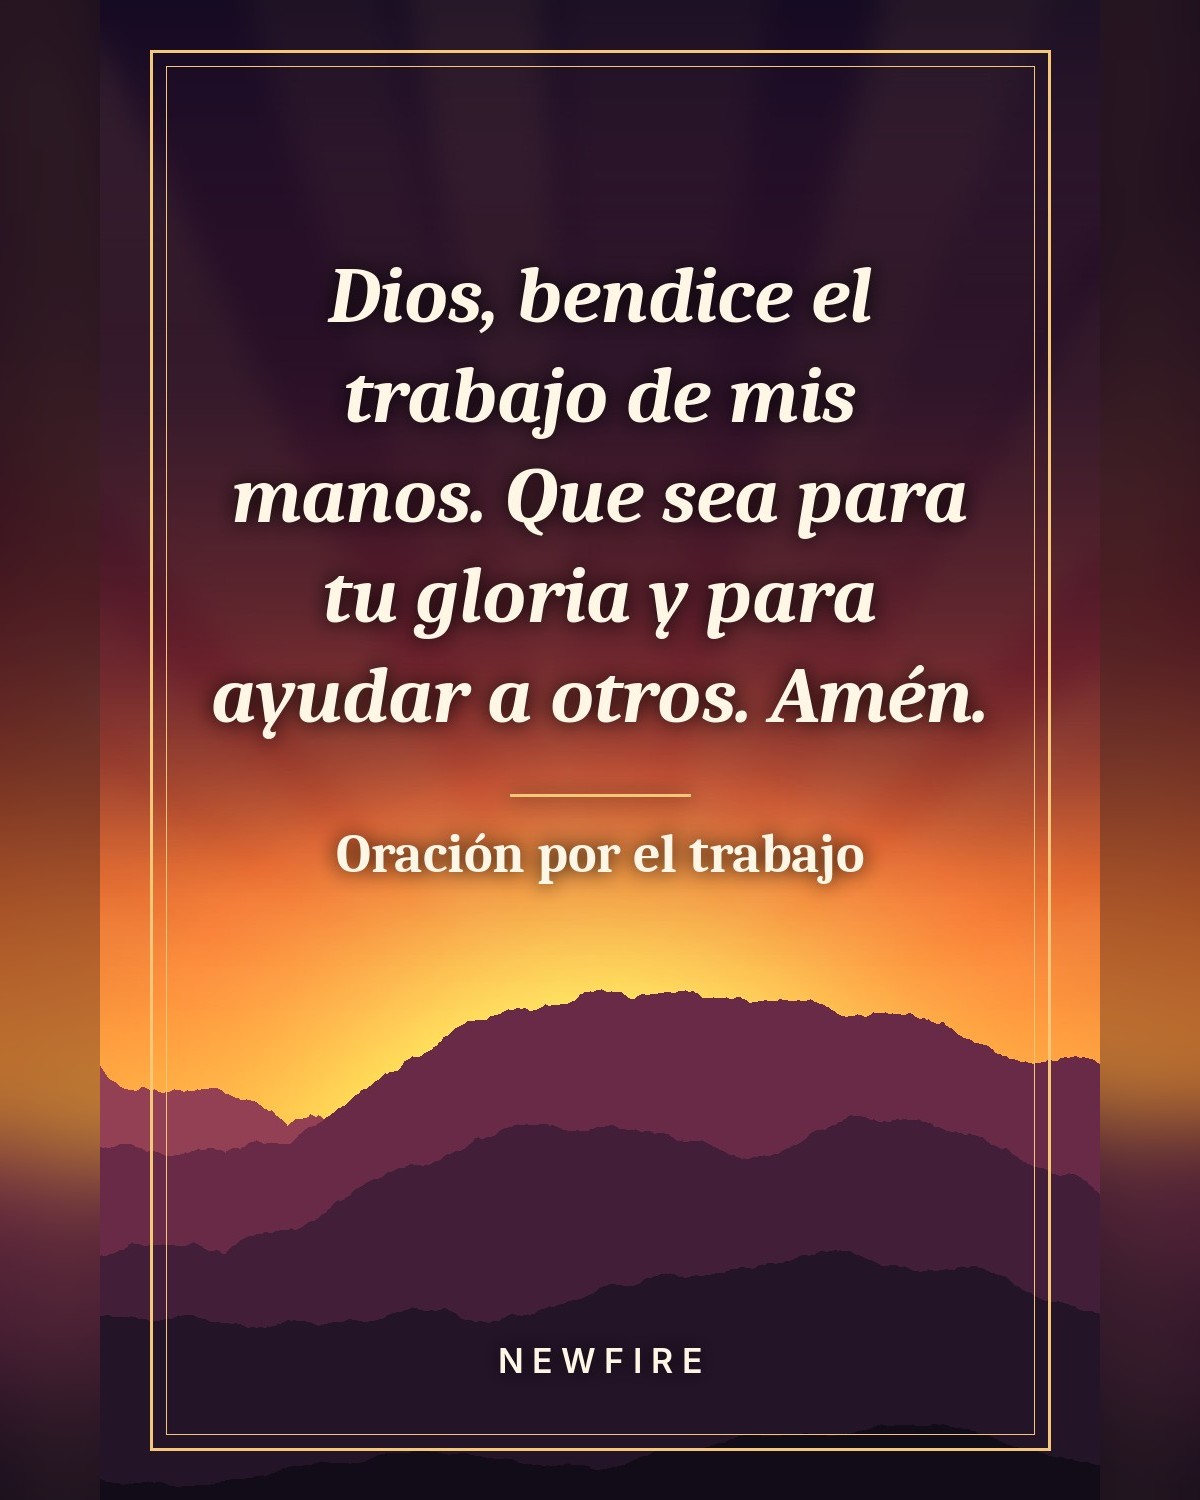 Dios, bendice el
trabajo de mis
manos. Que sea para
tu gloria y para
ayudar a otros. Amén.
Oración por el trabajo
NEWFIRE